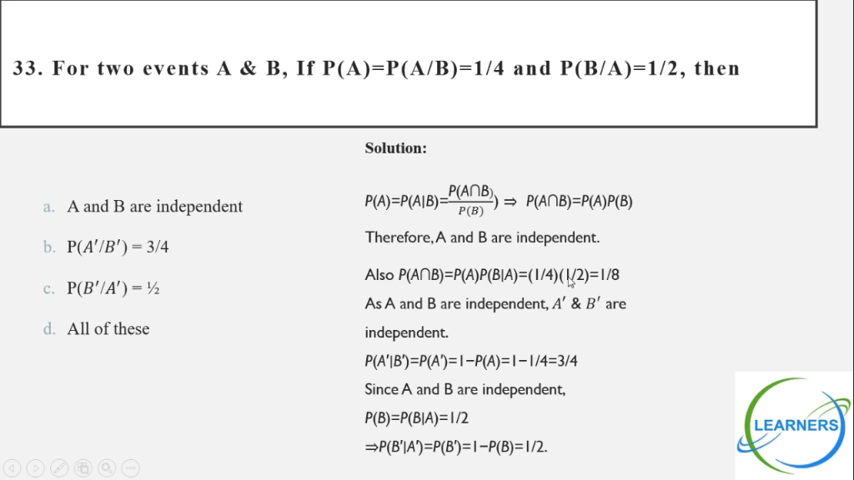 33. For two events A & B, If P(A)=P(A/B)=1/4 and P(B/A)=1/2, then
Solution:
a. A and B are independent
b. P(A′/B′) = 3/4
c. P(B′/A′) = ½
d. All of these
P(A)=P(A|B)=P(A∩B)/P(B)) ⇒ P(A∩B)=P(A)P(B)
Therefore, A and B are independent.
Also P(A∩B)=P(A)P(B|A)=(1/4)(1/2)=1/8
As A and B are independent, A′ & B′ are
independent.
P(A′|B′)=P(A′)=1−P(A)=1−1/4=3/4
Since A and B are independent,
P(B)=P(B|A)=1/2
⇒P(B′|A′)=P(B′)=1−P(B)=1/2.
LEARNERS